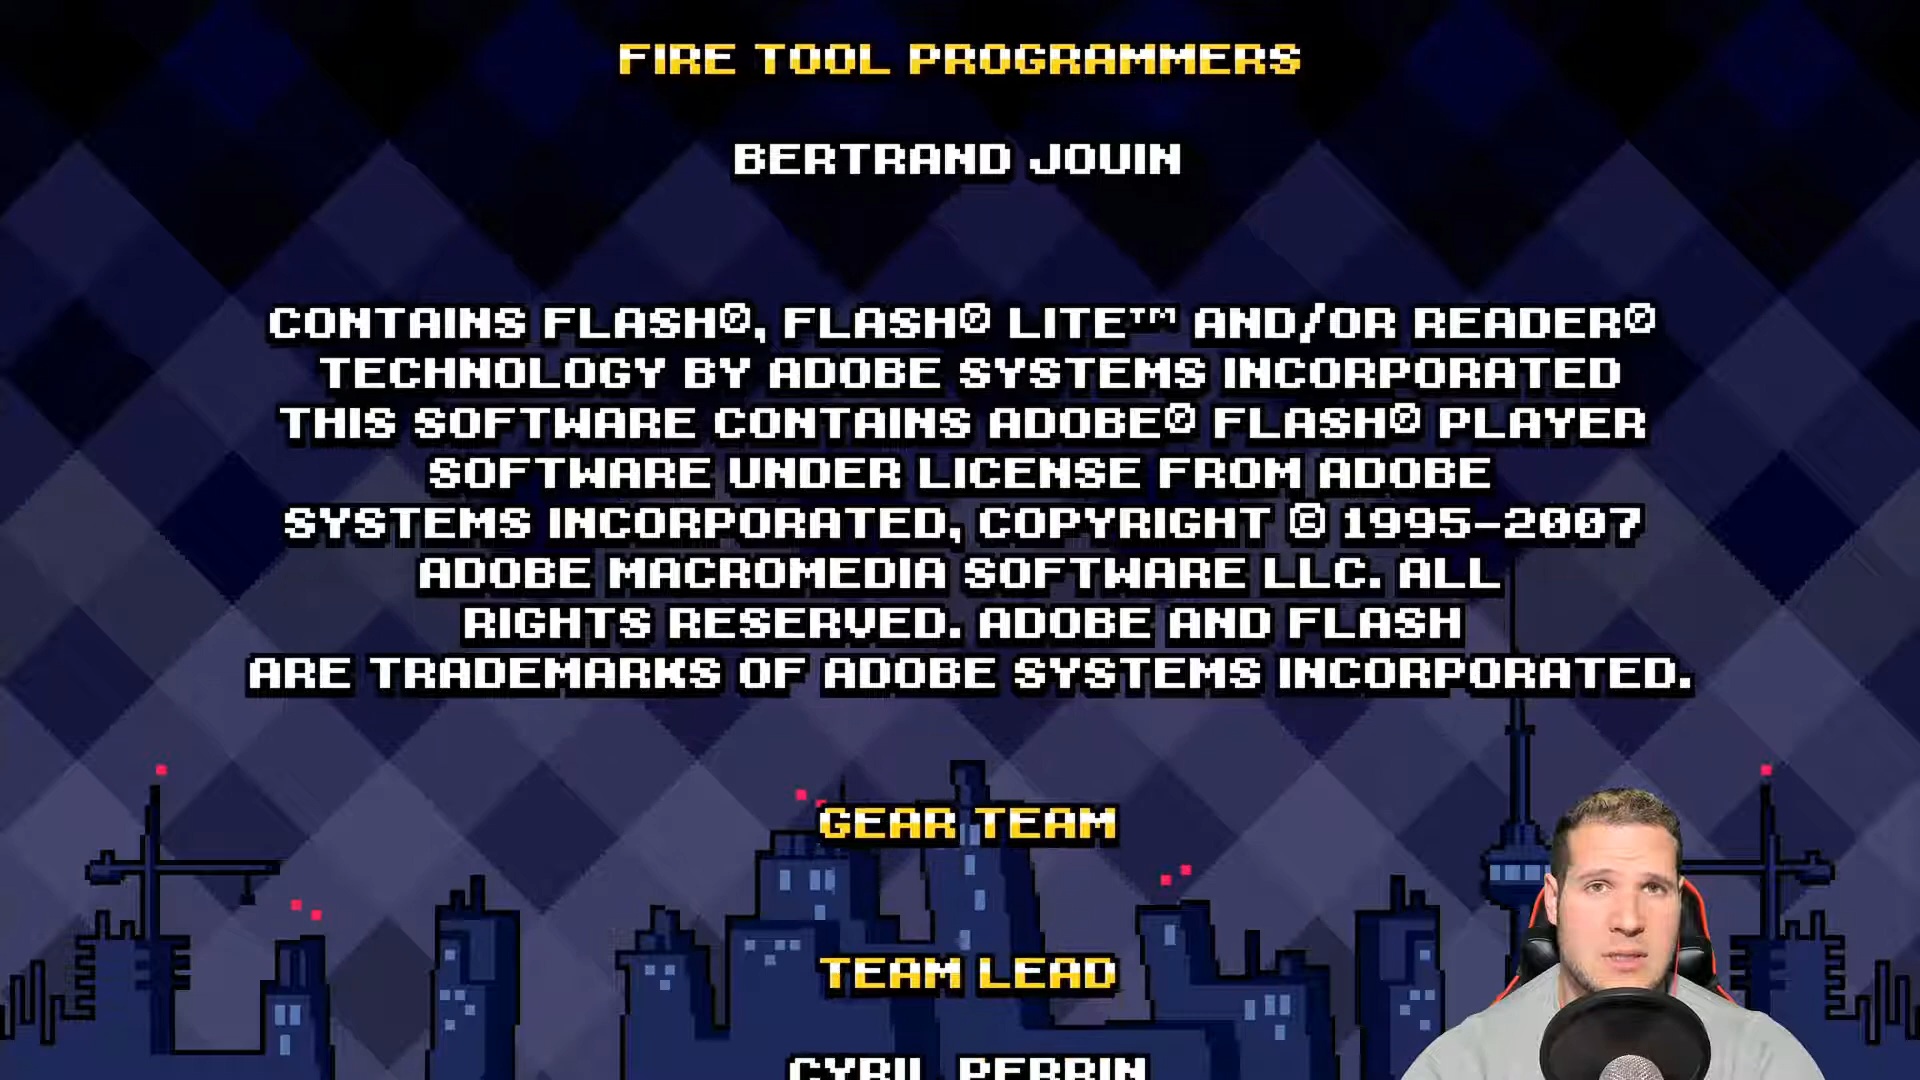 FIRE TOOL PROGRAMMERS
BERTRAND JOUIN
CONTAINS FLASH®, FLASH® LITE™ AND/OR READER®
TECHNOLOGY BY ADOBE SYSTEMS INCORPORATED
THIS SOFTWARE CONTAINS ADOBE® FLASH® PLAYER
SOFTWARE UNDER LICENSE FROM ADOBE
SYSTEMS INCORPORATED, COPYRIGHT © 1995-2007
ADOBE MACROMEDIA SOFTWARE LLC. ALL
RIGHTS RESERVED. ADOBE AND FLASH
ARE TRADEMARKS OF ADOBE SYSTEMS INCORPORATED.
GEAR TEAM
TEAM LEAD
CYRIL PERRIN